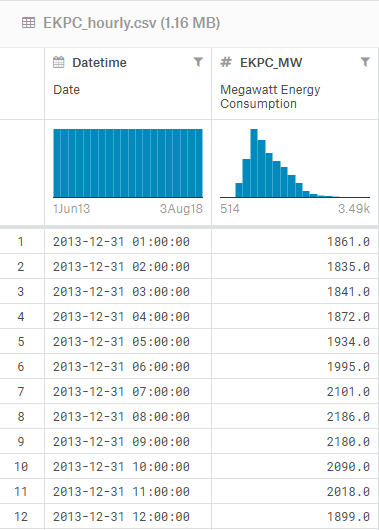 EKPC_hourly.csv (1.16 MB)
Datetime # EKPC_MW
Date Megawatt Energy
Consumption
1Jun13 3Aug18 514 3.49k
1 2013-12-31 01:00:00 1861.0
2 2013-12-31 02:00:00 1835.0
3 2013-12-31 03:00:00 1841.0
4 2013-12-31 04:00:00 1872.0
5 2013-12-31 05:00:00 1934.0
6 2013-12-31 06:00:00 1995.0
7 2013-12-31 07:00:00 2101.0
8 2013-12-31 08:00:00 2186.0
9 2013-12-31 09:00:00 2180.0
10 2013-12-31 10:00:00 2090.0
11 2013-12-31 11:00:00 2018.0
12 2013-12-31 12:00:00 1899.0